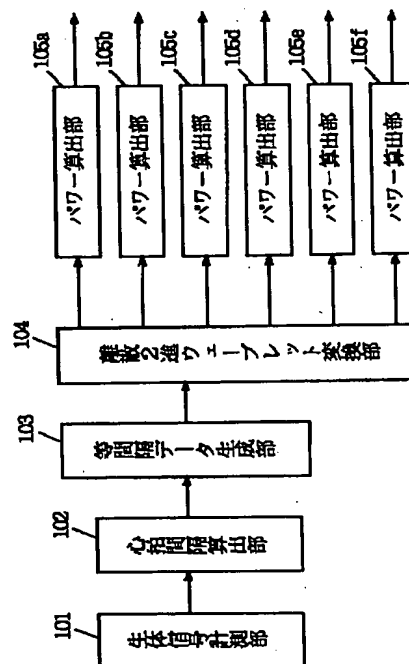 101
生体信号計測部
102
心拍間隔算出部
103
等間隔データ生成部
104
離散2進ウェーブレット変換部
105a
パワー算出部
105b
パワー算出部
105c
パワー算出部
105d
パワー算出部
105e
パワー算出部
105f
パワー算出部